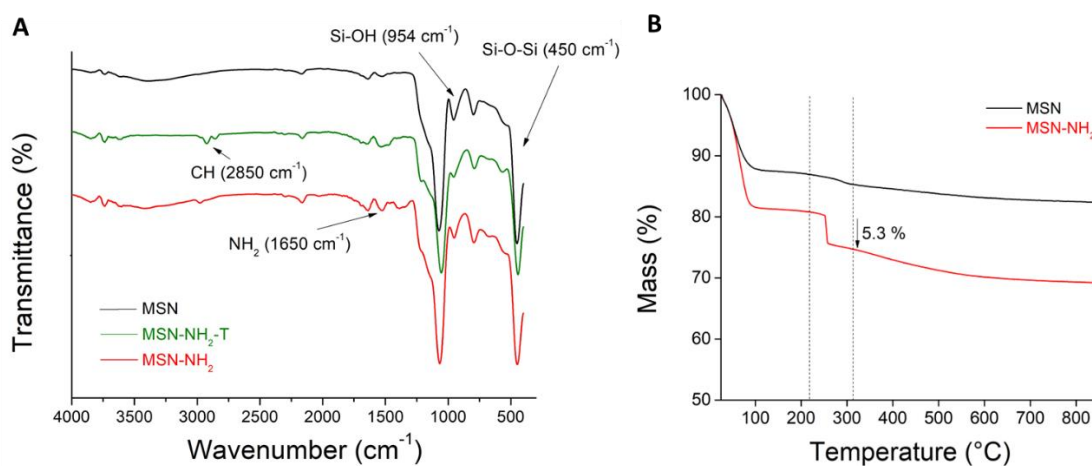 A
Transmittance (%)
Si-OH (954 cm⁻¹)
Si-O-Si (450 cm⁻¹)
CH (2850 cm⁻¹)
NH₂ (1650 cm⁻¹)
MSN
MSN-NH₂-T
MSN-NH₂
4000 3500 3000 2500 2000 1500 1000 500
Wavenumber (cm⁻¹)
B
Mass (%)
100
90
80
70
60
50
MSN
MSN-NH₂
5.3 %
100 200 300 400 500 600 700 800
Temperature (°C)